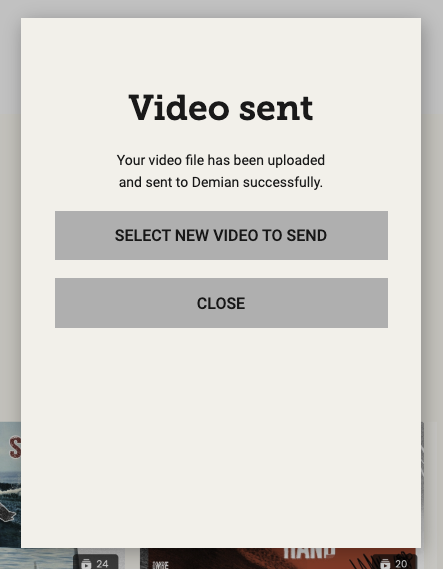 Video sent
Your video file has been uploaded
and sent to Demian successfully.
SELECT NEW VIDEO TO SEND
CLOSE
S
HAND
24
20